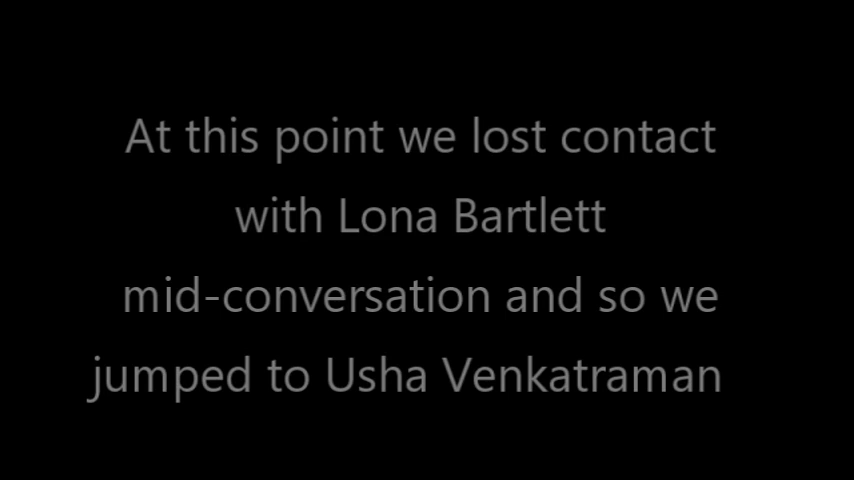 At this point we lost contact
with Lona Bartlett
mid-conversation and so we
jumped to Usha Venkatraman